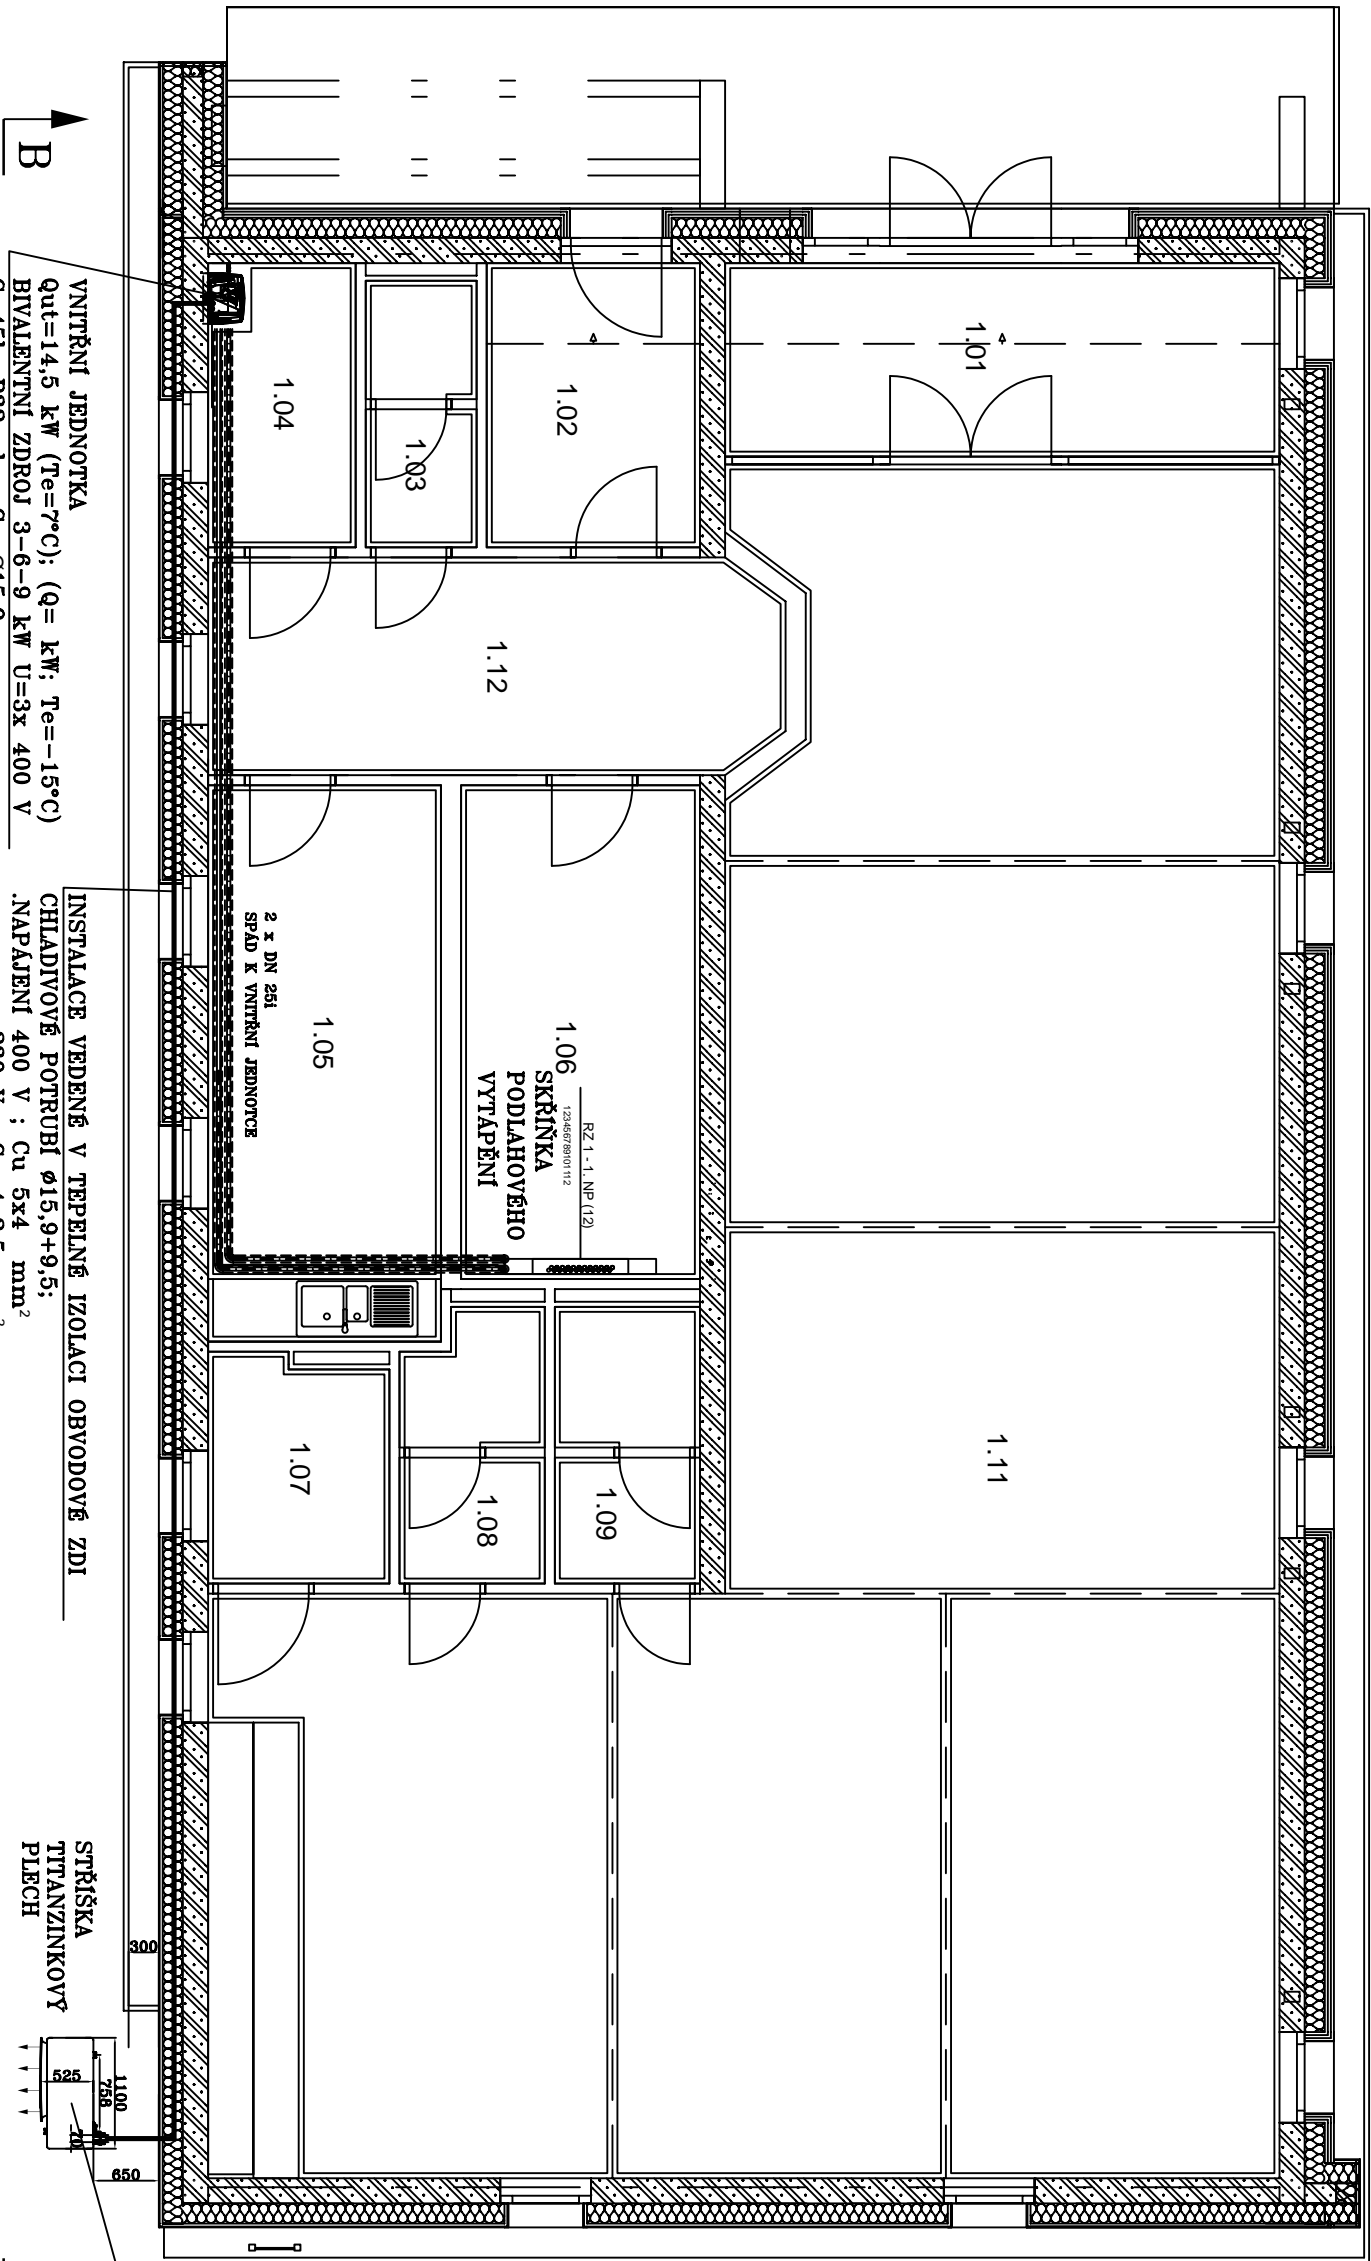 B
VNITŘNÍ JEDNOTKA
Qut=14,5 kW (Te=7°C); (Q= kW; Te=-15°C)
BIVALENTNÍ ZDROJ 3-6-9 kW U=3x 400 V
INSTALACE VEDENÉ V TEPELNÉ IZOLACI OBVODOVÉ ZDI
CHLADIVOVÉ POTRUBÍ ø15,9+9,5;
.NAPÁJENÍ 400 V ; Cu 5x4 mm²
STŘÍŠKA
TITANZINKOVÝ
PLECH
1.01
1.02
1.03
1.04
1.12
1.05
2 x DN 25i
SPÁD K VNITŘNÍ JEDNOTCE
1.06
SKŘÍŇKA
PODLAHOVÉHO
VYTÁPĚNÍ
RZ 1 - 1. NP (12)
123456789101112
1.07
1.08
1.09
1.11
300
1100
758
525
70
650